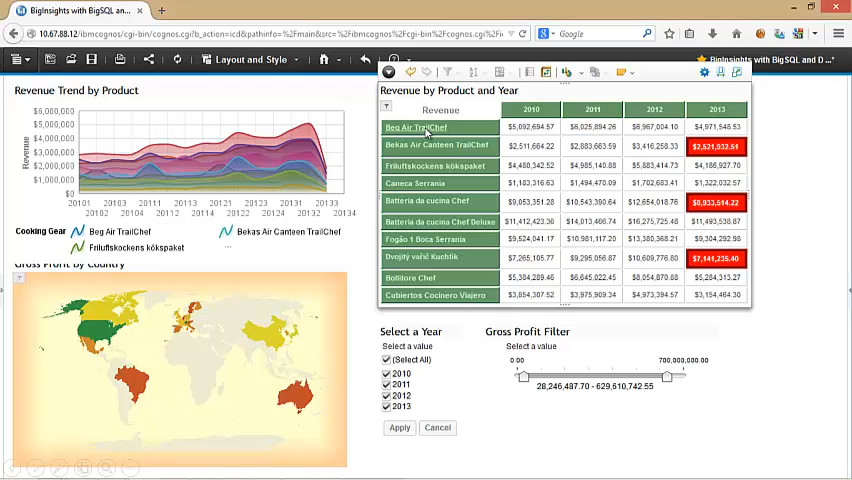 BigInsights with BigSQL an...
10.67.88.12/ibmcognos/cgi-bin/cognos.cgi?b_action=icd&pathinfo=%2Fmain&src=%2Fibmcognos%2Fcgi-bin%2Fcognos.cgi%2Fib
Google
Layout and Style
BigInsights with BigSQL and D ...*
Revenue Trend by Product
$6,000,000
$5,000,000
$4,000,000
$3,000,000
$2,000,000
$1,000,000
$0
Revenue
20101 20103 20111 20113 20121 20123 20131 20133
20102 20104 20112 20114 20122 20124 20132 20134
Cooking Gear
Beg Air TrailChef
Bekas Air Canteen TrailChef
Friluftskockens kökspaket
...
Gross Profit by Country
Revenue by Product and Year
Revenue 2010 2011 2012 2013
Beg Air TrailChef $5,092,694.57 $6,025,894.26 $6,967,004.10 $4,971,548.53
Bekas Air Canteen TrailChef $2,511,664.22 $2,883,663.59 $3,416,258.33 $2,521,932.51
Friluftskockens kökspaket $4,480,342.52 $4,985,140.88 $5,883,414.73 $4,188,927.70
Caneca Serrania $1,183,316.63 $1,494,470.09 $1,702,683.41 $1,322,032.57
Batteria da cucina Chef $9,053,351.28 $10,543,390.64 $12,654,018.76 $8,933,514.22
Batteria da cucina Chef Deluxe $11,412,423.36 $14,013,466.74 $16,275,725.48 $11,493,538.87
Fogão 1 Boca Serrania $9,524,041.17 $10,981,117.20 $13,380,368.21 $9,304,292.98
Dvojitý vařič Kuchtík $7,265,105.77 $9,295,056.87 $10,609,776.80 $7,141,235.40
Bollitore Chef $5,384,289.46 $6,645,022.45 $8,054,870.88 $5,284,313.27
Cubiertos Cocinero Viajero $3,854,307.52 $3,975,909.34 $4,973,394.57 $3,154,464.30
Select a Year
Select a value
(Select All)
2010
2011
2012
2013
Apply
Cancel
Gross Profit Filter
Select a value
0.00
700,000,000.00
28,246,487.70 - 629,610,742.55